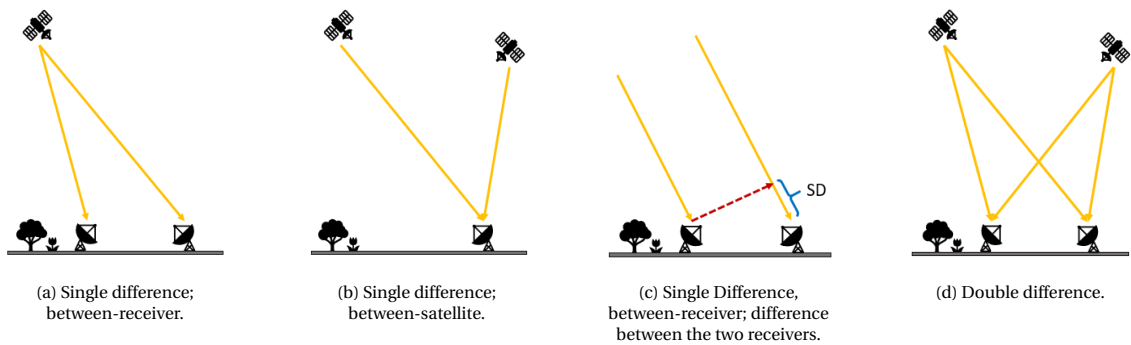 SD
(a) Single difference;
between-receiver.
(b) Single difference;
between-satellite.
(c) Single Difference,
between-receiver; difference
between the two receivers.
(d) Double difference.